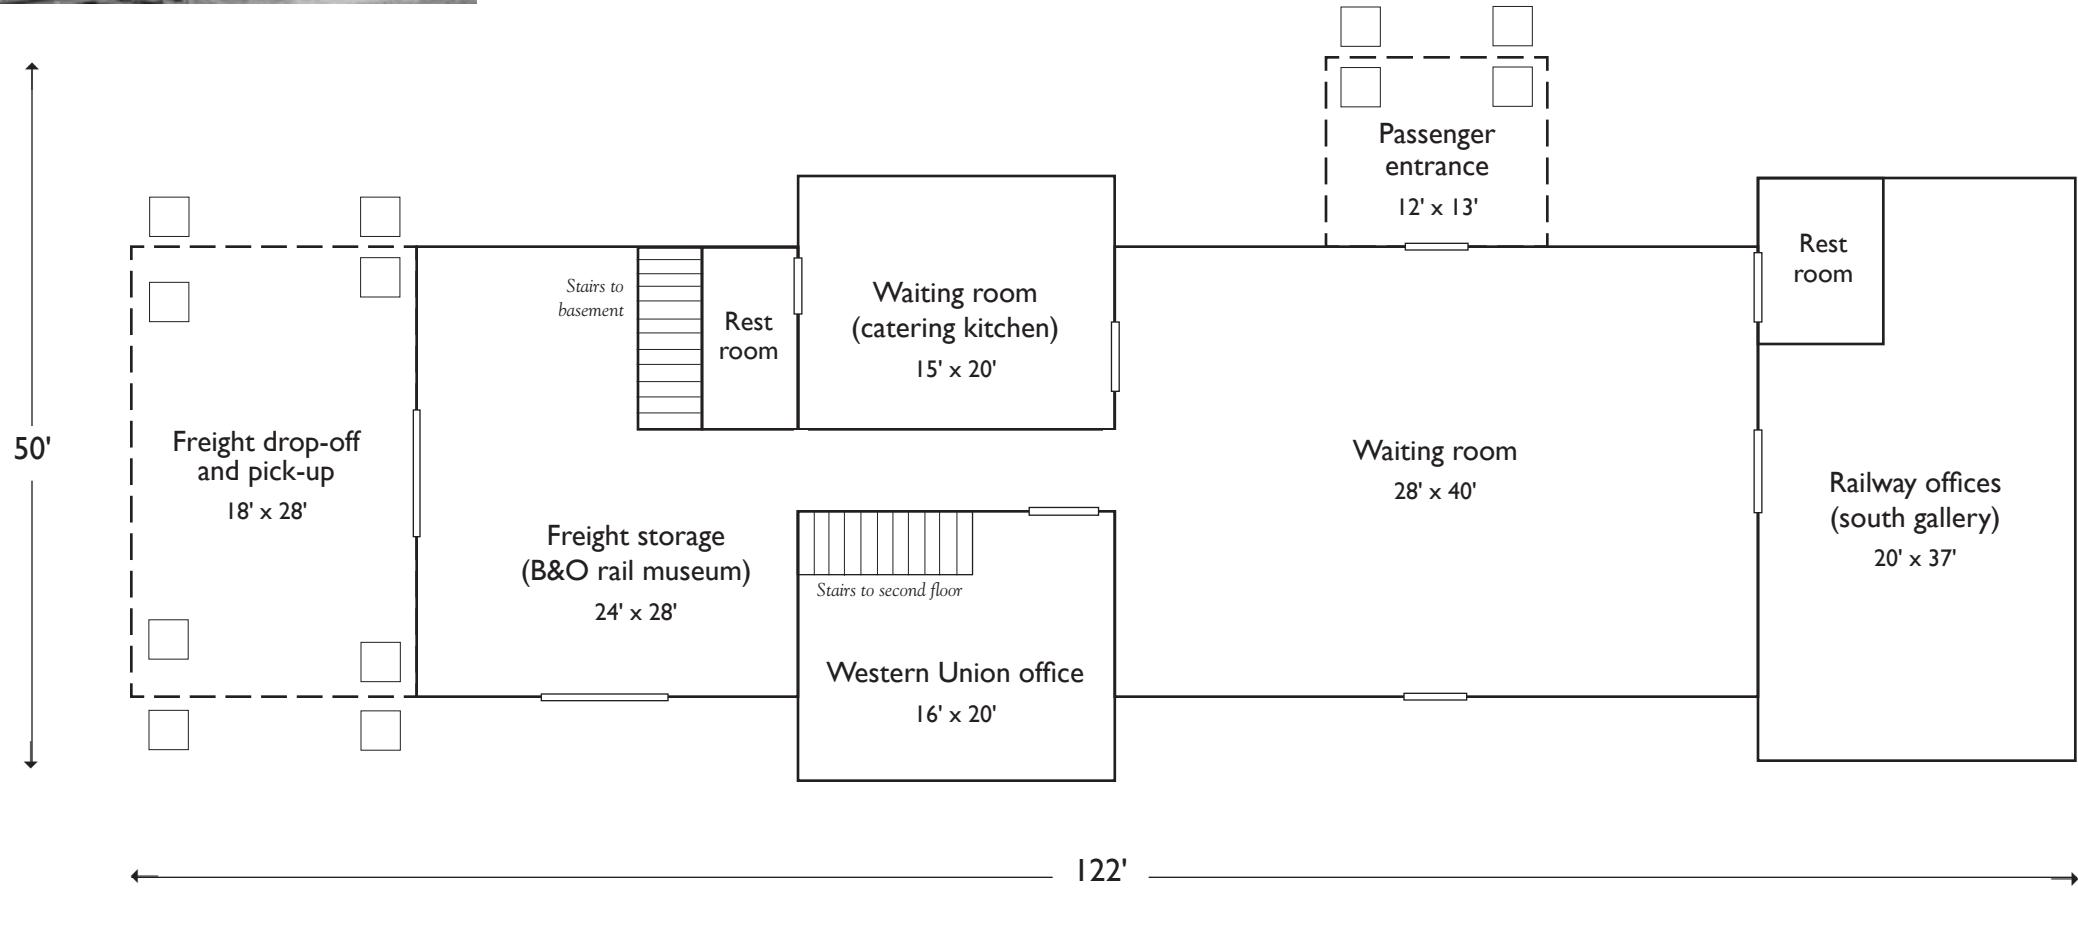 Passenger
entrance
12' x 13'
Rest
room
Stairs to
basement
Rest
room
Waiting room
(catering kitchen)
15' x 20'
50'
Freight drop-off
and pick-up
18' x 28'
Freight storage
(B&O rail museum)
24' x 28'
Stairs to second floor
Western Union office
16' x 20'
Waiting room
28' x 40'
Railway offices
(south gallery)
20' x 37'
122'